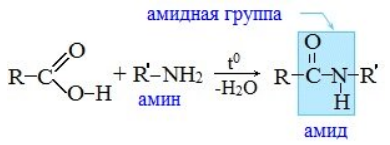 амидная группа
R–C(=O)–O–H + R'–NH₂ t⁰ -H₂O R–C(=O)–N(H)–R'
амин
амид